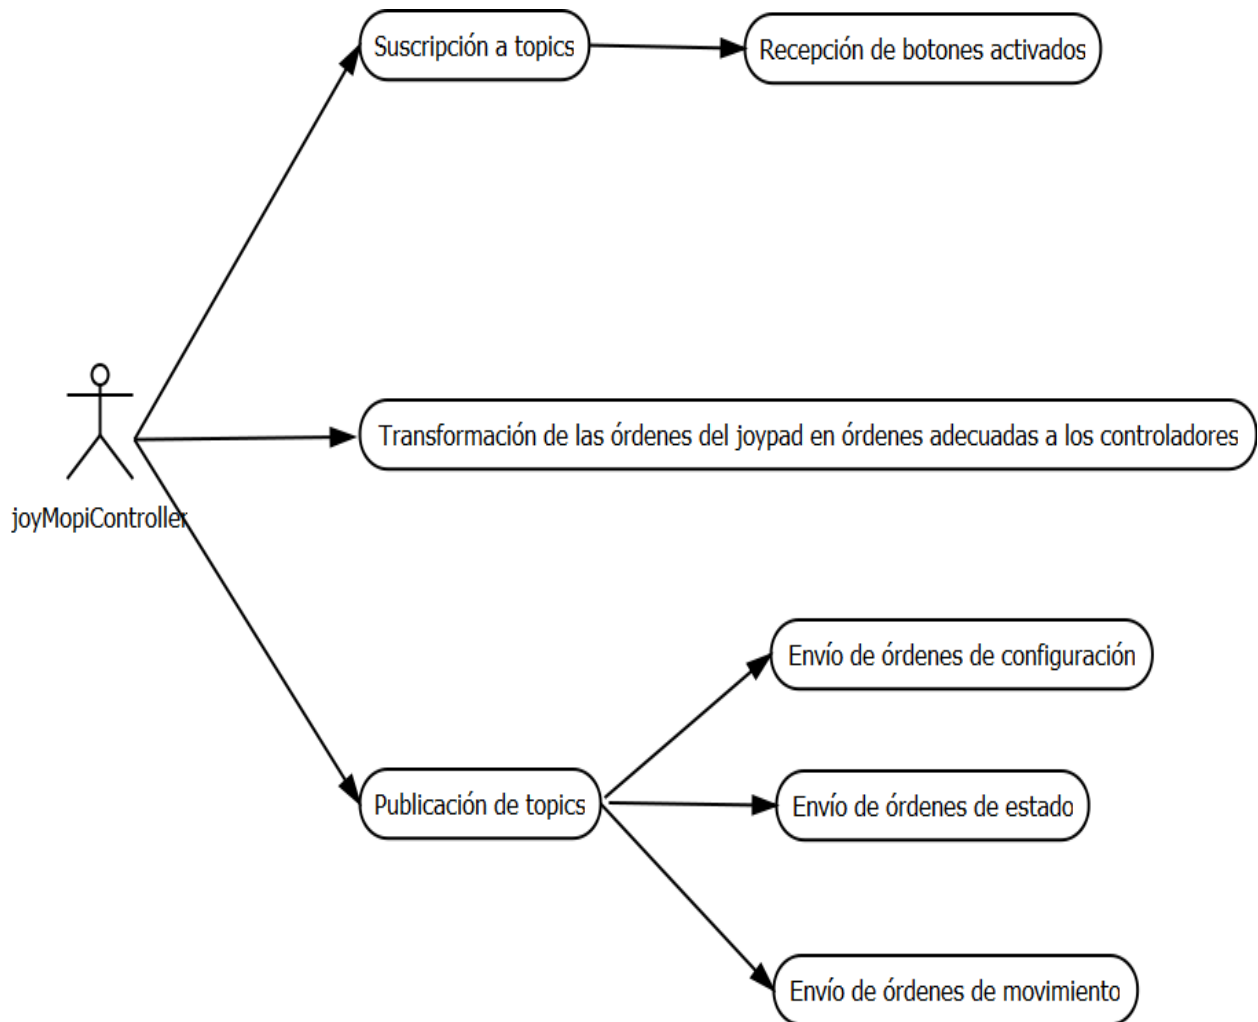 Suscripción a topics
Recepción de botones activados
Transformación de las órdenes del joypad en órdenes adecuadas a los controladores
joyMopiController
Envío de órdenes de configuración
Publicación de topics
Envío de órdenes de estado
Envío de órdenes de movimiento